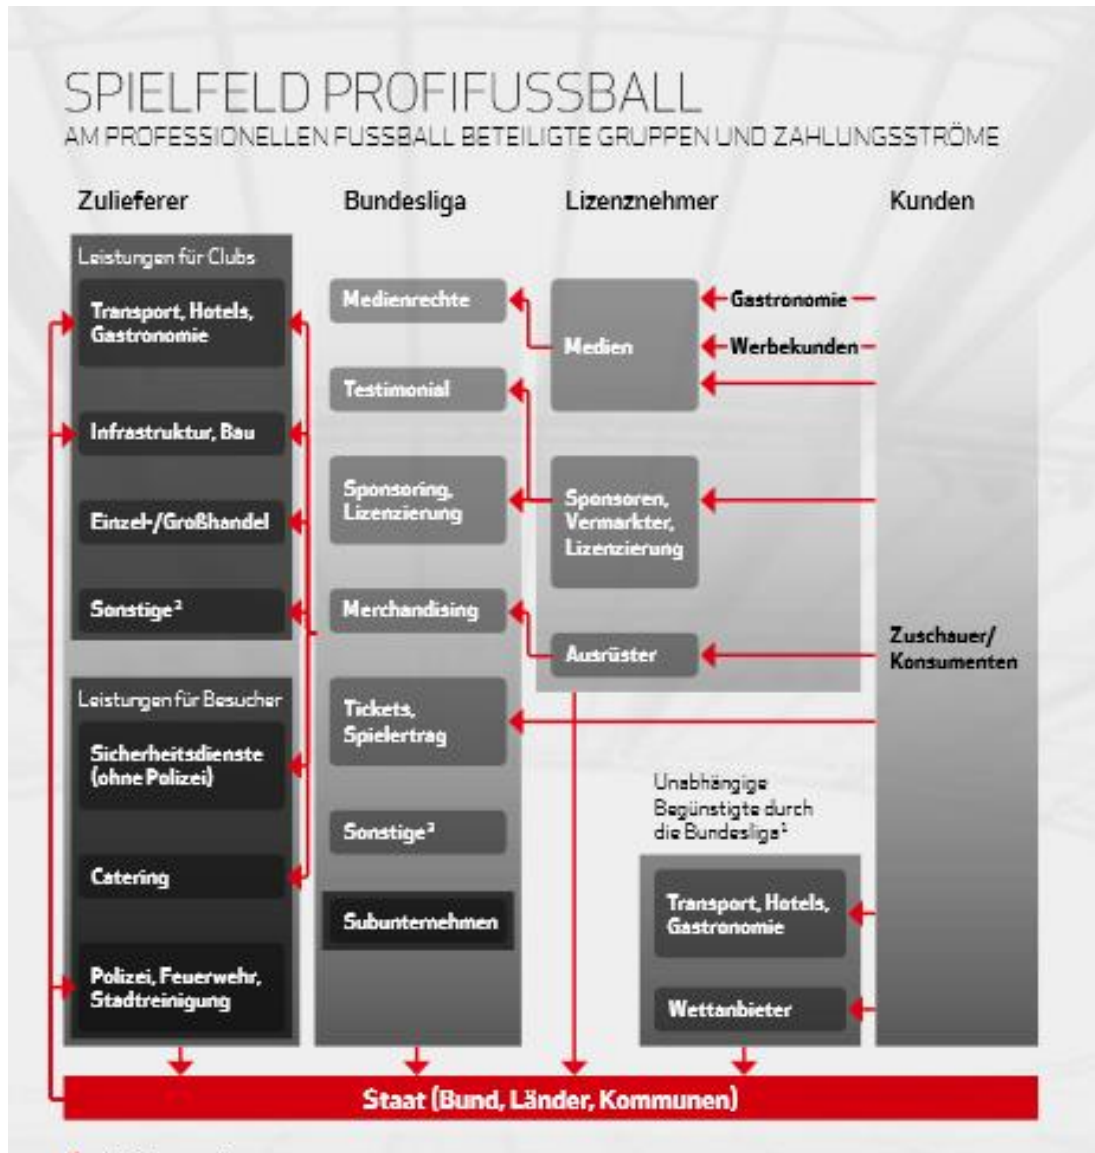 SPIELFELD PROFIFUSSBALL
AM PROFESSIONELLEN FUSSBALL BETEILIGTE GRUPPEN UND ZAHLUNGSSTRÖME
Zulieferer
Bundesliga
Lizenznehmer
Kunden
Leistungen für Clubs
Transport, Hotels,
Gastronomie
Infrastruktur, Bau
Einzel-/Großhandel
Sonstige²
Leistungen für Besucher
Sicherheitsdienste
(ohne Polizei)
Catering
Polizei, Feuerwehr,
Stadtreinigung
Medienrechte
Testimonial
Sponsoring,
Lizenzierung
Merchandising
Tickets,
Spielertrag
Sonstige³
Subunternehmen
Medien
Sponsoren,
Vermarkter,
Lizenzierung
Ausrüster
Gastronomie
Werbekunden
Zuschauer/
Konsumenten
Unabhängige
Begünstigte durch
die Bundesliga¹
Transport, Hotels,
Gastronomie
Wettanbieter
Staat (Bund, Länder, Kommunen)